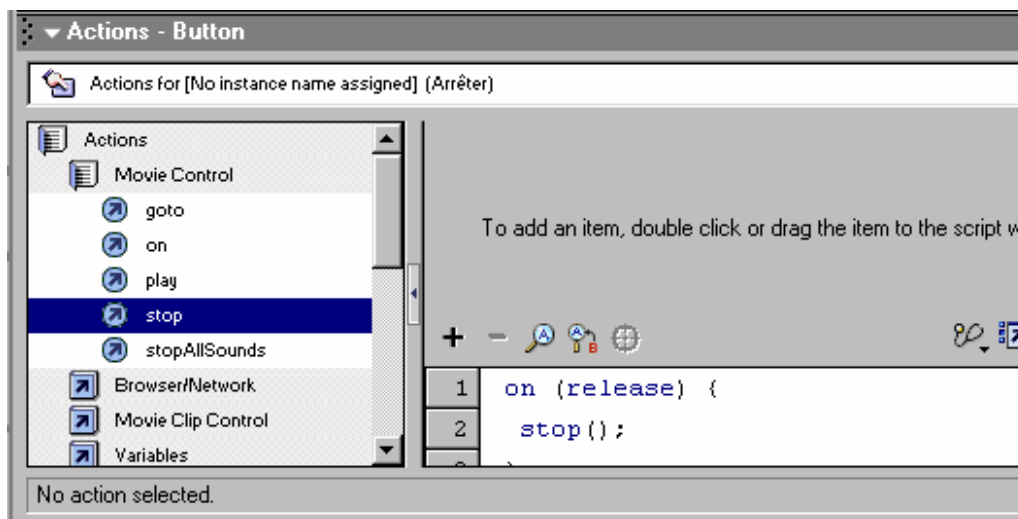 Actions - Button
Actions for [No instance name assigned] (Arrêter)
Actions
Movie Control
goto
on
play
stop
stopAllSounds
Browser/Network
Movie Clip Control
Variables
To add an item, double click or drag the item to the script
1 on (release) {
2 stop();
No action selected.